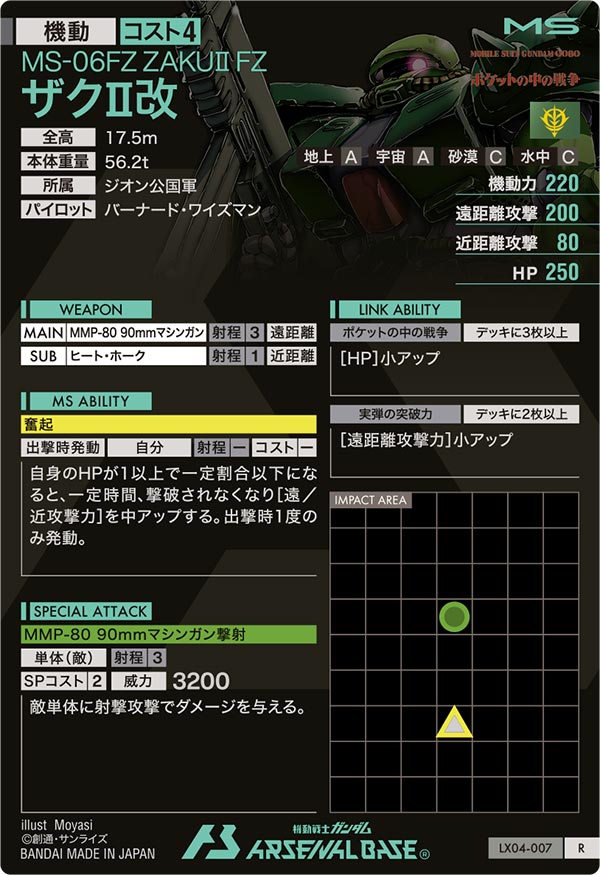 機動 コスト4
MS
MS-06FZ ZAKUⅡ FZ
MOBILE SUIT GUNDAM 0080
ザクⅡ改
ポケットの中の戦争
全高 17.5m
本体重量 56.2t
所属 ジオン公国軍
パイロット バーナード・ワイズマン
地上 A 宇宙 A 砂漠 C 水中 C
機動力 220
遠距離攻撃 200
近距離攻撃 80
HP 250
WEAPON
MAIN MMP-80 90mmマシンガン 射程 3 遠距離
SUB ヒート・ホーク 射程 1 近距離
MS ABILITY
奮起
出撃時発動 自分 射程 ー コスト ー
自身のHPが1以上で一定割合以下にな
ると、一定時間、撃破されなくなり[遠／
近攻撃力]を中アップする。出撃時1度の
み発動。
SPECIAL ATTACK
MMP-80 90mmマシンガン撃射
単体(敵) 射程 3
SPコスト 2 威力 3200
敵単体に射撃攻撃でダメージを与える。
LINK ABILITY
ポケットの中の戦争 デッキに3枚以上
[HP]小アップ
実弾の突破力 デッキに2枚以上
[遠距離攻撃力]小アップ
IMPACT AREA
illust Moyasi
©創通・サンライズ
BANDAI MADE IN JAPAN
機動戦士ガンダム
AB ARSENAL BASE®
LX04-007 R